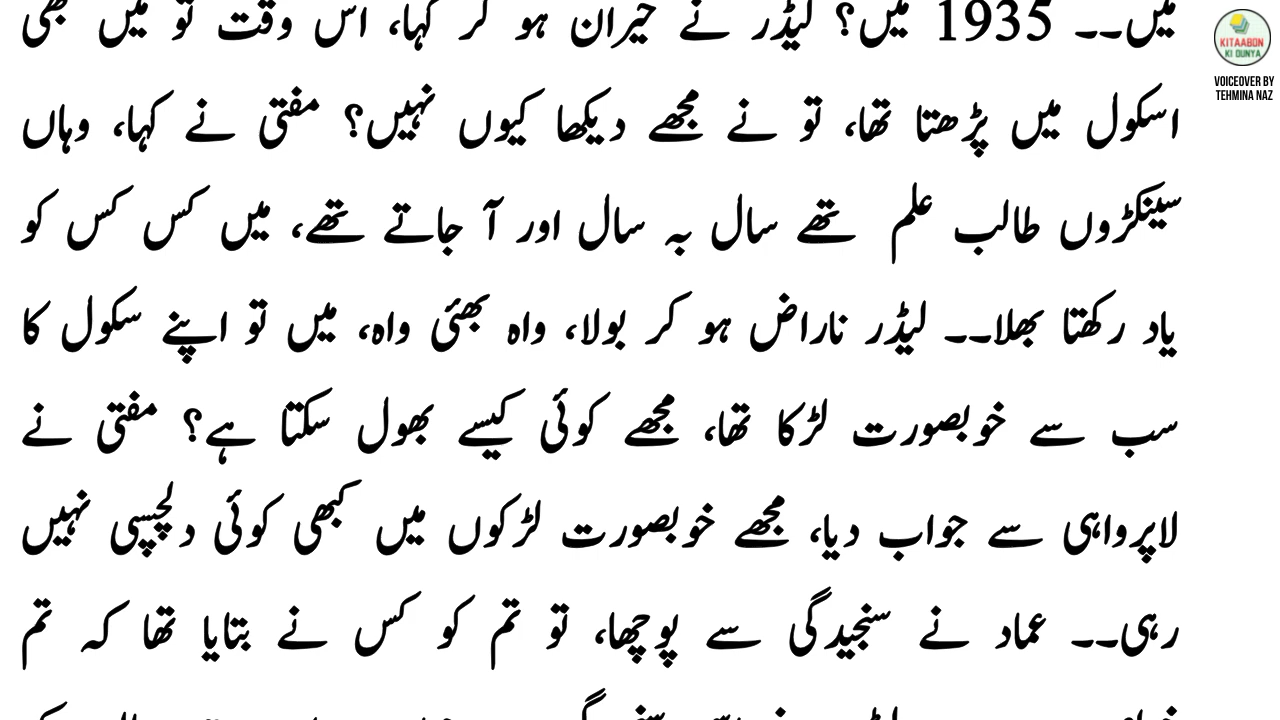 میں۔۔ 1935 میں؟ لیڈر نے حیران ہو کر کہا، اس وقت تو میں بھی
اسکول میں پڑھتا تھا، تو نے مجھے دیکھا کیوں نہیں؟ مفتی نے کہا، وہاں
سینکڑوں طالب علم تھے سال بہ سال اور آ جاتے تھے، میں کس کس کو
یاد رکھتا بھلا۔۔ لیڈر ناراض ہو کر بولا، واہ بھئی واہ، میں تو اپنے سکول کا
سب سے خوبصورت لڑکا تھا، مجھے کوئی کیسے بھول سکتا ہے؟ مفتی نے
لاپرواہی سے جواب دیا، مجھے خوبصورت لڑکوں میں کبھی کوئی دلچسپی نہیں
رہی۔۔ عماد نے سنجیدگی سے پوچھا، تو تم کو کس نے بتایا تھا کہ تم
KITAABON
KI DUNYA
VOICEOVER BY
TEHMINA NAZ